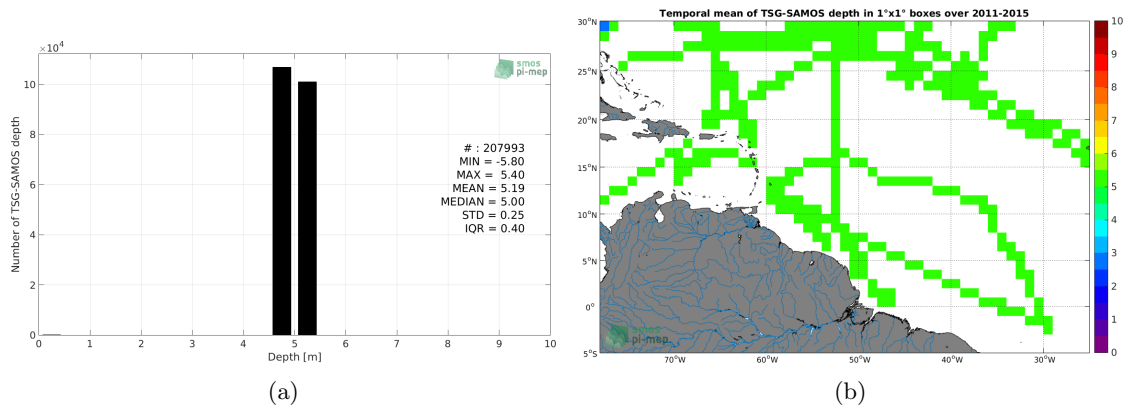 ×10⁴
10
8
6
4
2
0
Number of TSG-SAMOS depth
smos
pi-mep
# : 207993
MIN = -5.80
MAX = 5.40
MEAN = 5.19
MEDIAN = 5.00
STD = 0.25
IQR = 0.40
0 1 2 3 4 5 6 7 8 9 10
Depth [m]
(a)
Temporal mean of TSG-SAMOS depth in 1°x1° boxes over 2011-2015
30°N
25°N
20°N
15°N
10°N
5°N
0°
5°S
70°W 60°W 50°W 40°W 30°W
smos
pi-mep
10
9
8
7
6
5
4
3
2
1
0
(b)